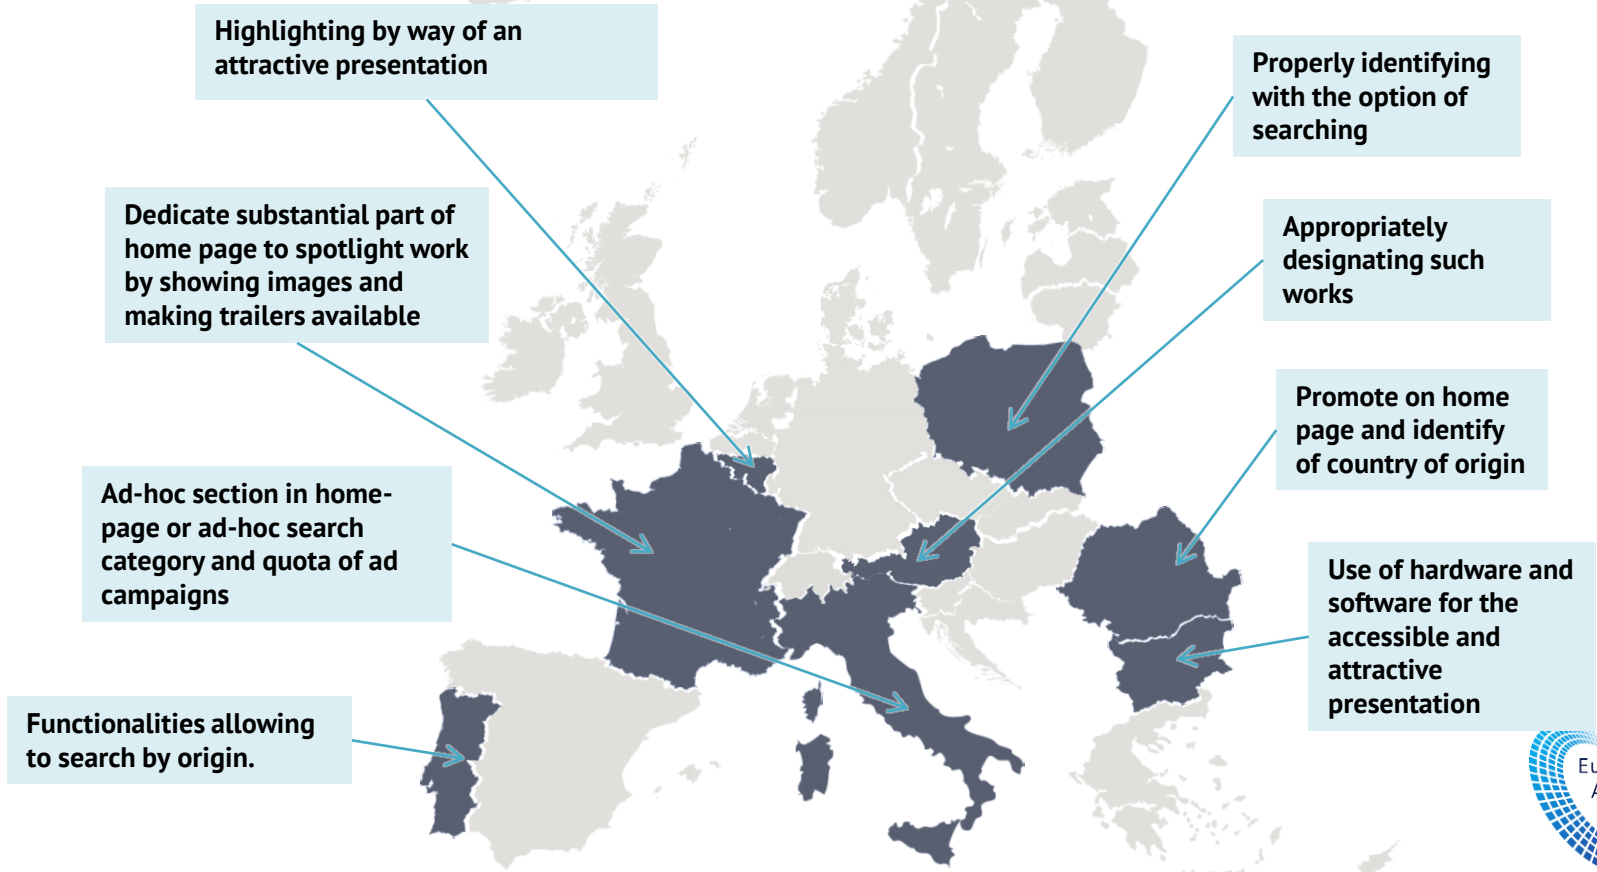 Highlighting by way of an
attractive presentation
Properly identifying
with the option of
searching
Dedicate substantial part of
home page to spotlight work
by showing images and
making trailers available
Appropriately
designating such
works
Promote on home
page and identify
of country of origin
Ad-hoc section in home-
page or ad-hoc search
category and quota of ad
campaigns
Use of hardware and
software for the
accessible and
attractive
presentation
Functionalities allowing
to search by origin.